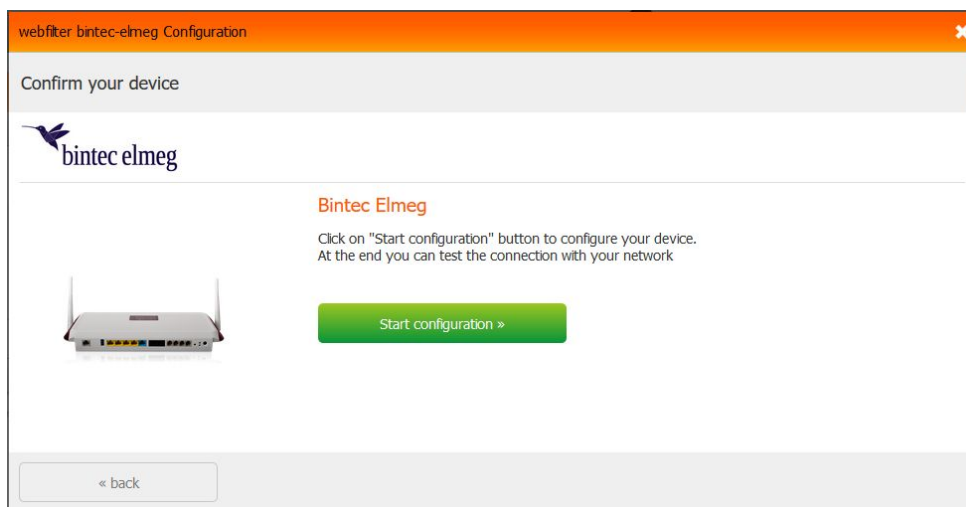 webfilter bintec-elmeg Configuration
Confirm your device
bintec elmeg
Bintec Elmeg
Click on "Start configuration" button to configure your device.
At the end you can test the connection with your network
Start configuration »
« back